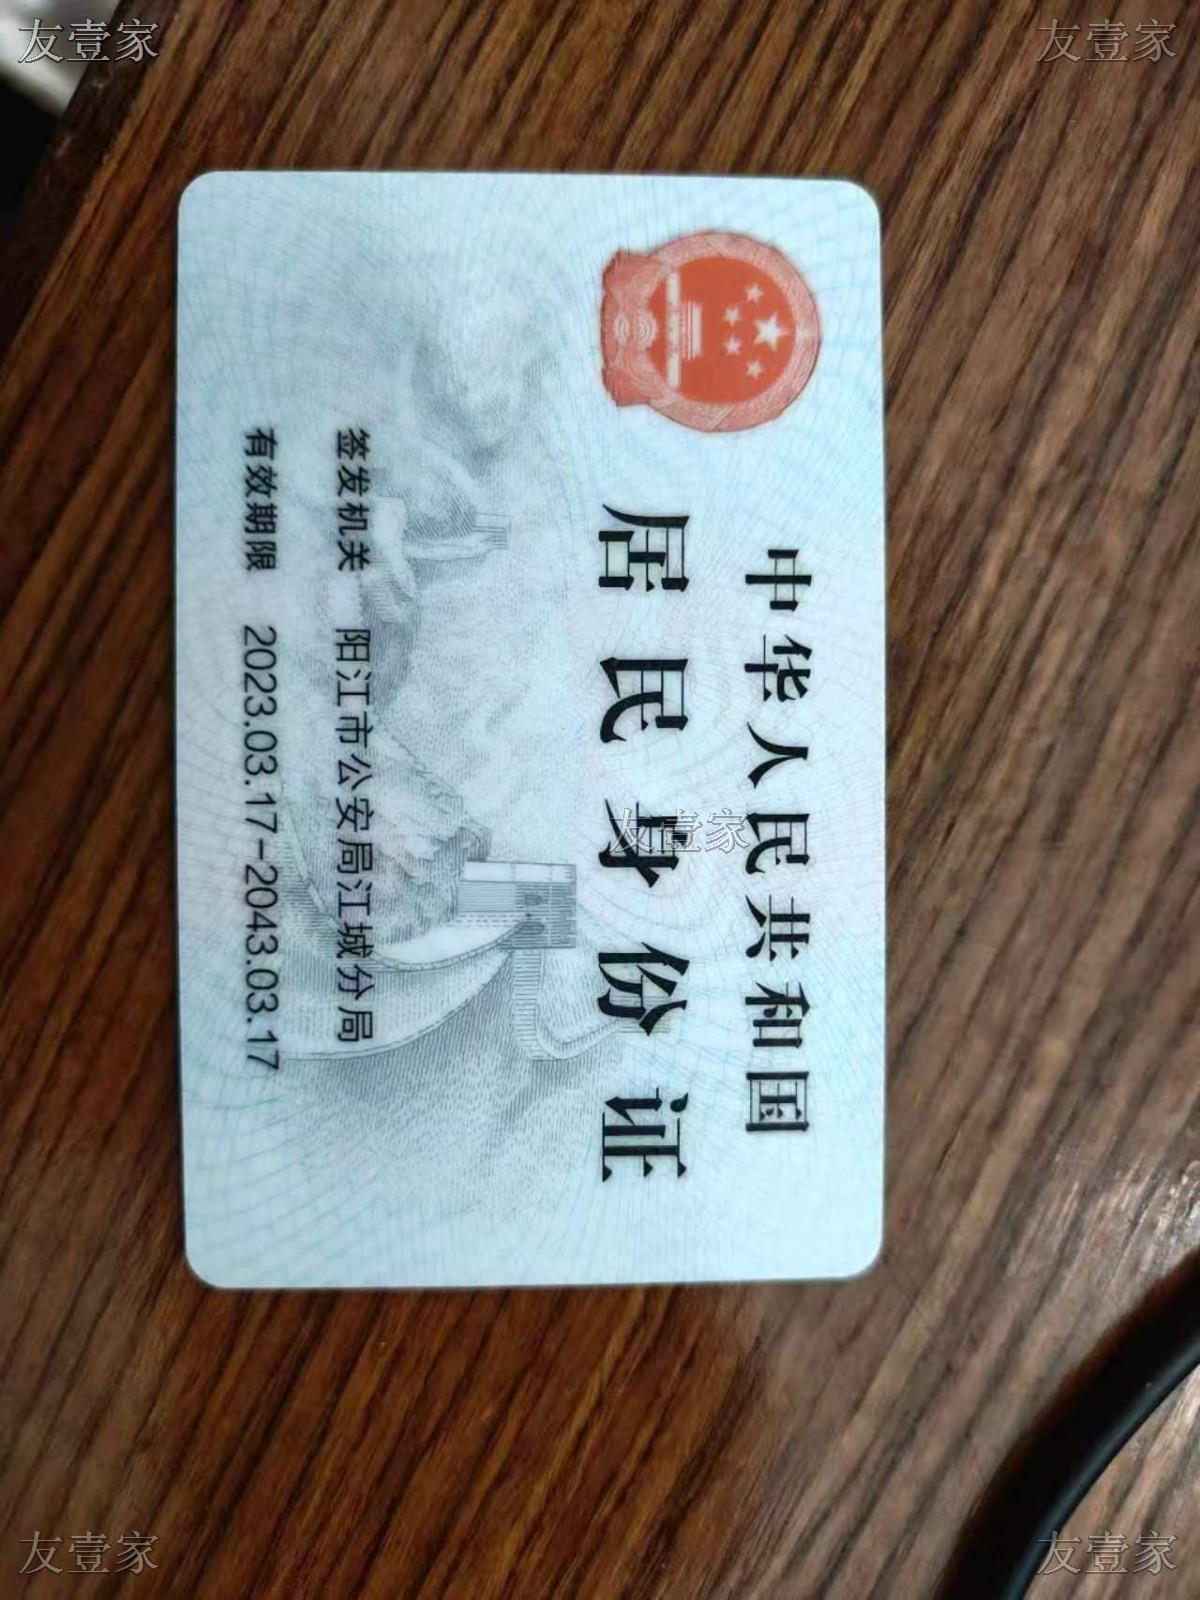 友壹家
友壹家
中华人民共和国
居民身份证
签发机关 阳江市公安局江城分局
有效期限 2023.03.17-2043.03.17
友壹家
友壹家
友壹家